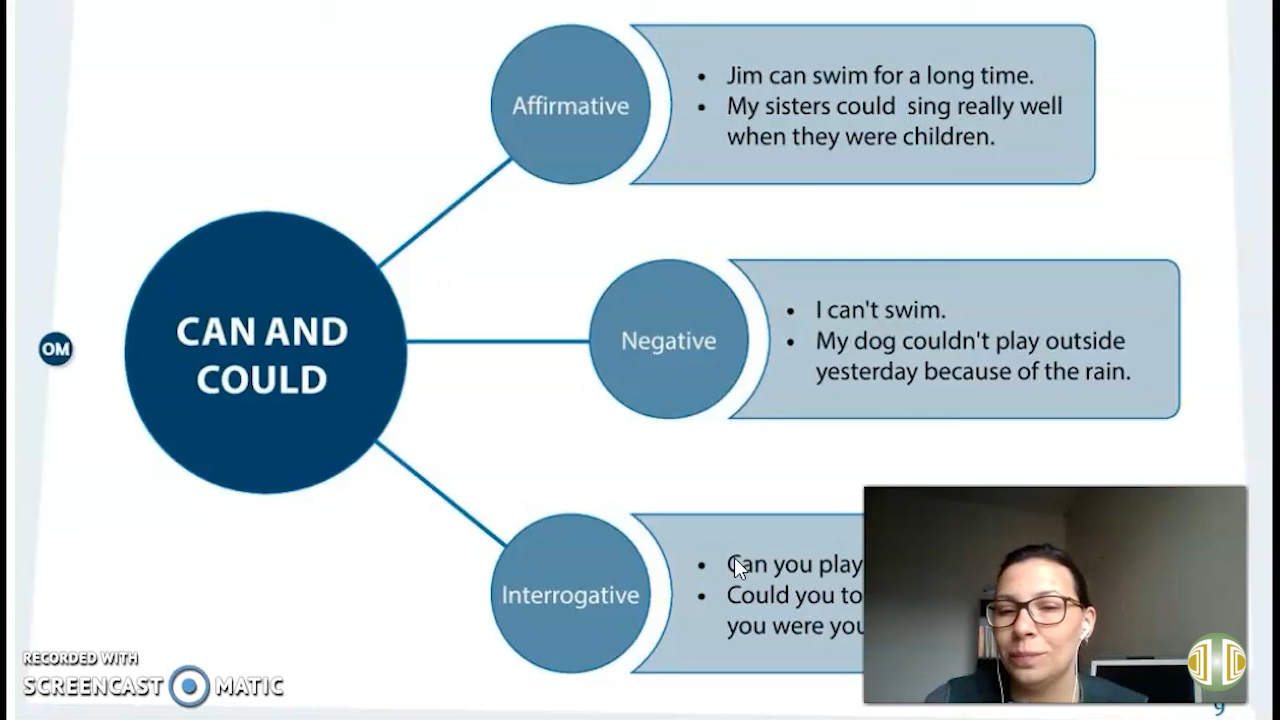 Affirmative
• Jim can swim for a long time.
• My sisters could  sing really well
when they were children.
CAN AND
COULD
OM
Negative
• I can't swim.
• My dog couldn't play outside
yesterday because of the rain.
Interrogative
• Can you play
• Could you to
you were you
RECORDED WITH
SCREENCAST MATIC
9